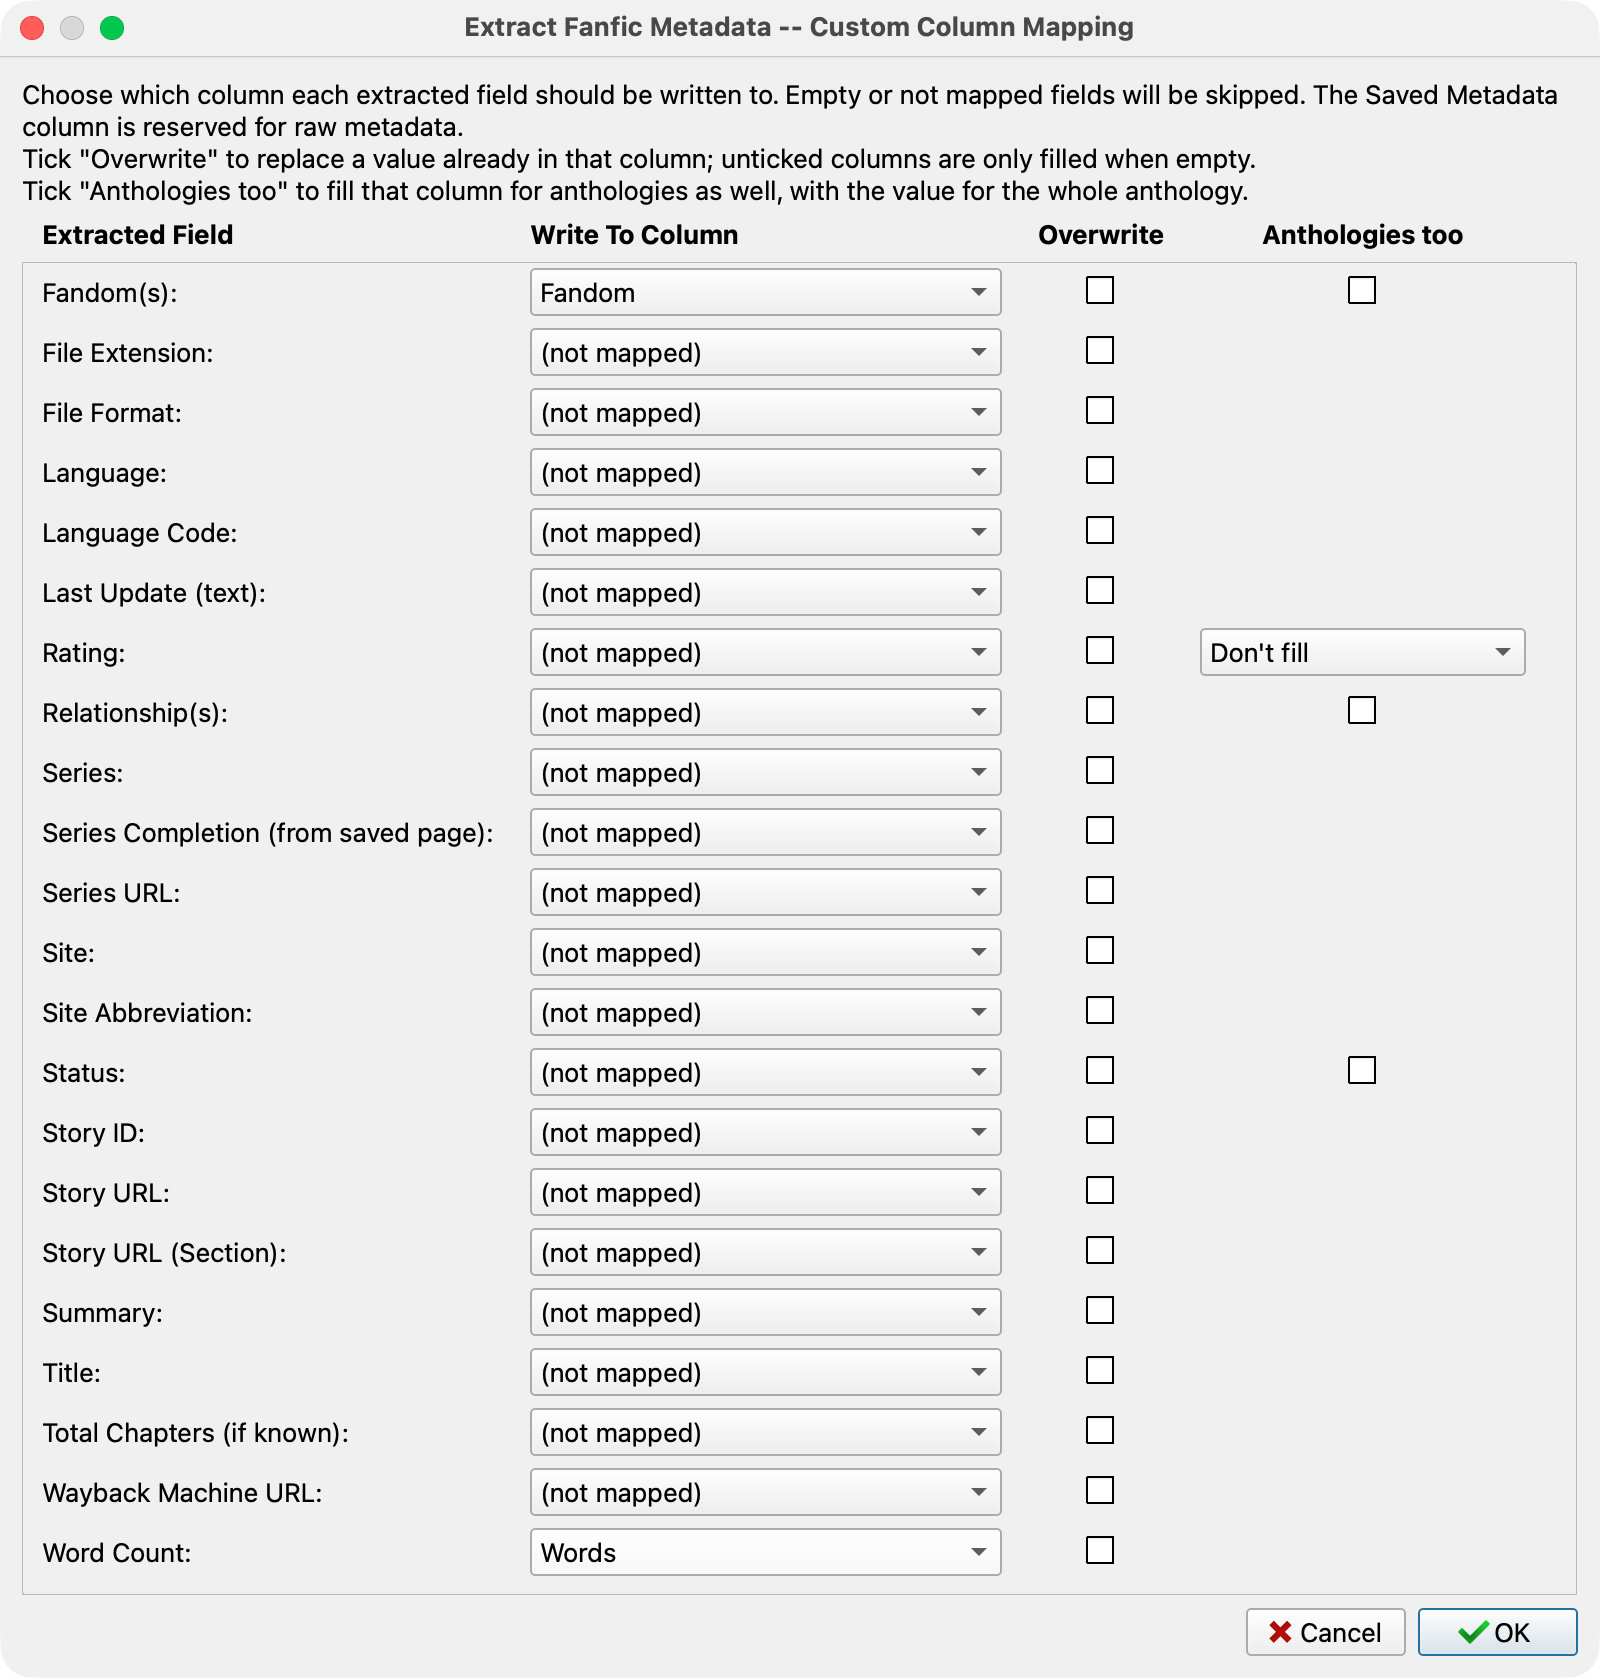 Extract Fanfic Metadata -- Custom Column Mapping
Choose which column each extracted field should be written to. Empty or not mapped fields will be skipped. The Saved Metadata
column is reserved for raw metadata.
Tick "Overwrite" to replace a value already in that column; unticked columns are only filled when empty.
Tick "Anthologies too" to fill that column for anthologies as well, with the value for the whole anthology.
Extracted Field Write To Column Overwrite Anthologies too
Fandom(s): Fandom
File Extension: (not mapped)
File Format: (not mapped)
Language: (not mapped)
Language Code: (not mapped)
Last Update (text): (not mapped)
Rating: (not mapped) Don't fill
Relationship(s): (not mapped)
Series: (not mapped)
Series Completion (from saved page): (not mapped)
Series URL: (not mapped)
Site: (not mapped)
Site Abbreviation: (not mapped)
Status: (not mapped)
Story ID: (not mapped)
Story URL: (not mapped)
Story URL (Section): (not mapped)
Summary: (not mapped)
Title: (not mapped)
Total Chapters (if known): (not mapped)
Wayback Machine URL: (not mapped)
Word Count: Words
Cancel OK